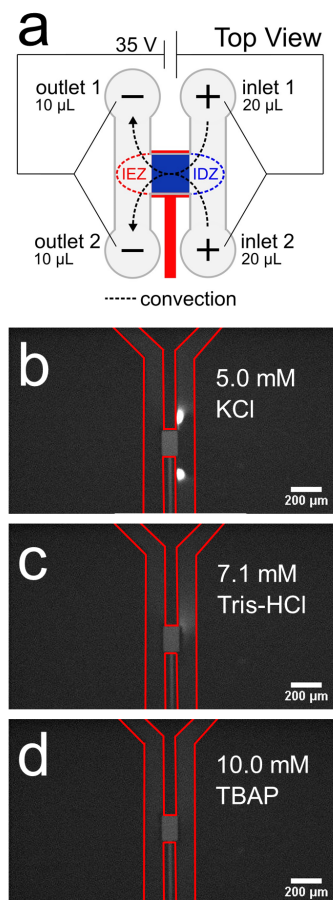 a
35 V
Top View
outlet 1
10 µL
inlet 1
20 µL
+
IEZ
IDZ
outlet 2
10 µL
inlet 2
20 µL
+
convection
b
5.0 mM
KCl
200 µm
c
7.1 mM
Tris-HCl
200 µm
d
10.0 mM
TBAP
200 µm